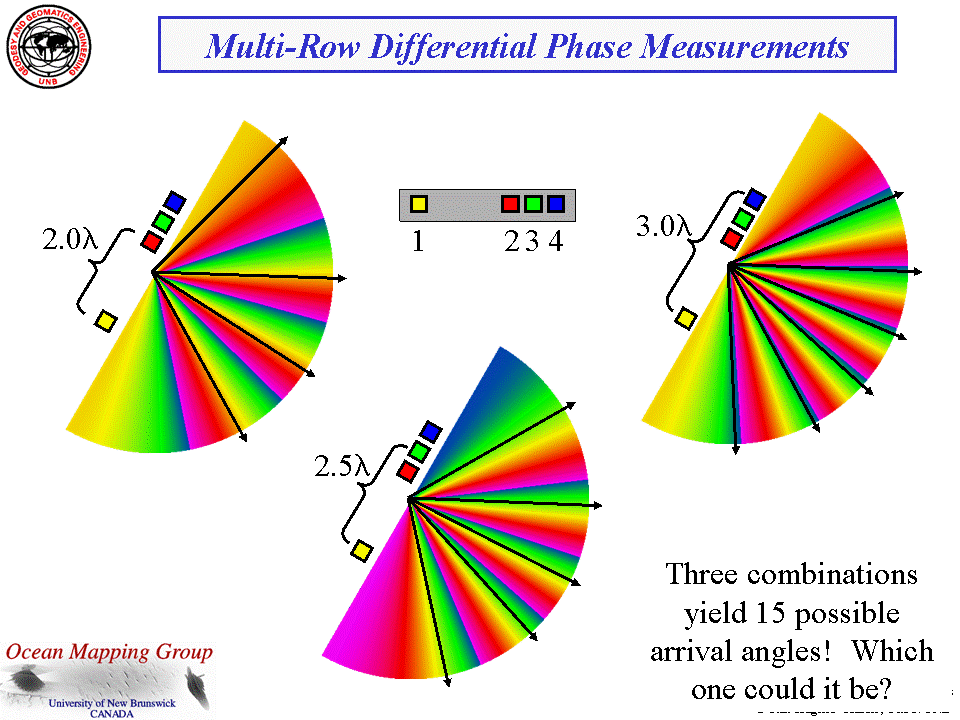 GEODESY AND GEOMATICS ENGINEERING
UNB
Multi-Row Differential Phase Measurements
2.0λ
1 2 3 4
3.0λ
2.5λ
Three combinations
yield 15 possible
arrival angles! Which
one could it be?
Ocean Mapping Group
University of New Brunswick
CANADA